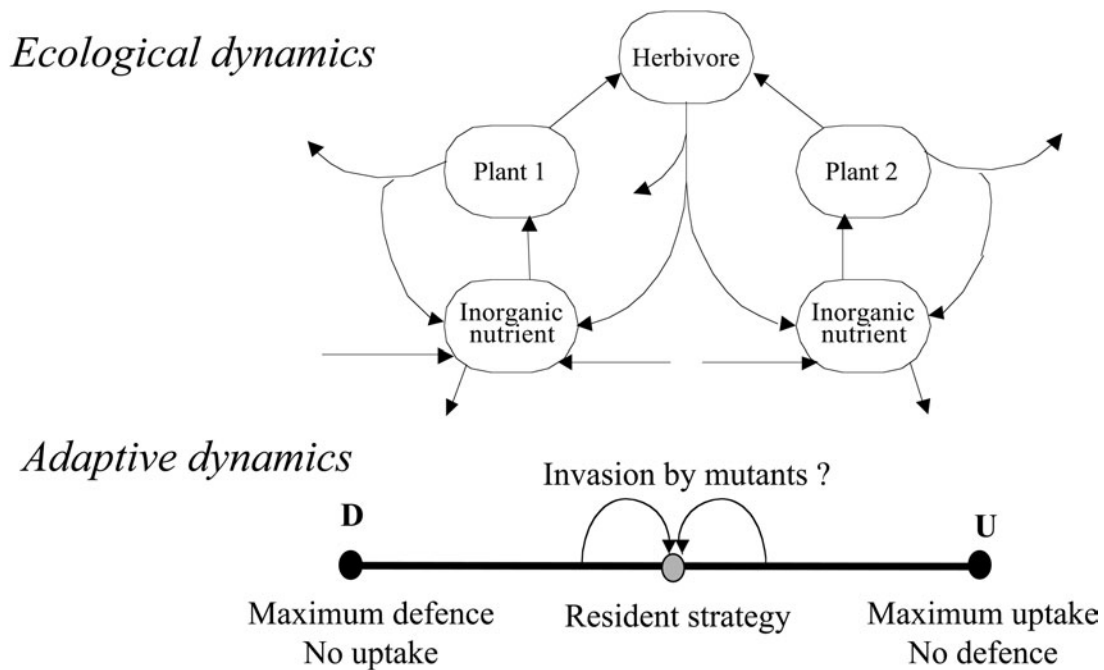 Ecological dynamics
Herbivore
Plant 1
Plant 2
Inorganic
nutrient
Inorganic
nutrient
Adaptive dynamics
Invasion by mutants ?
D
U
Maximum defence
No uptake
Resident strategy
Maximum uptake
No defence